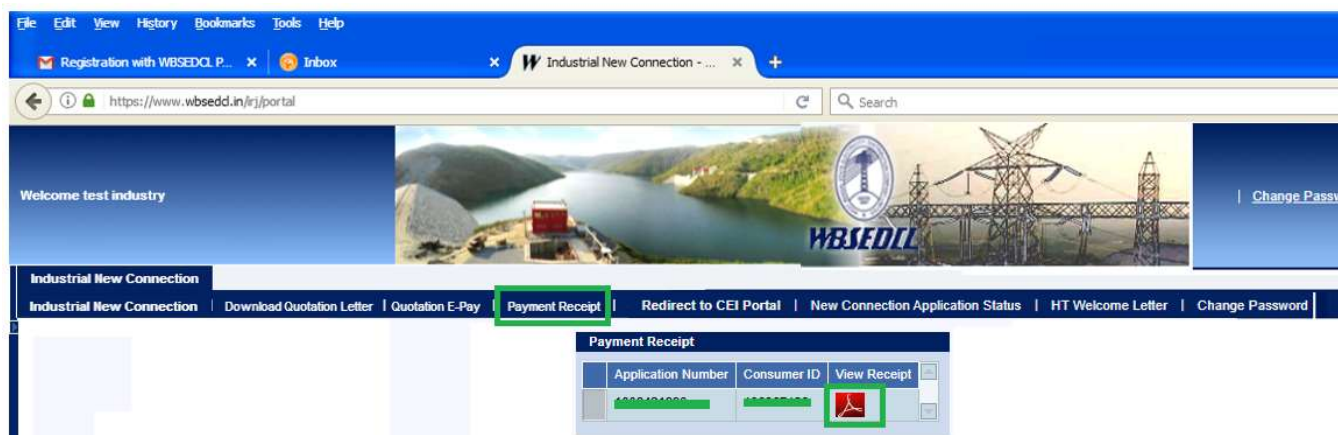 File Edit View History Bookmarks Tools Help
Registration with WBSEDCL P... Inbox Industrial New Connection - ...
https://www.wbsedcl.in/irj/portal Search
Welcome test industry
WBSEDCL
| Change Passw
Industrial New Connection
Industrial New Connection | Download Quotation Letter | Quotation E-Pay | Payment Receipt | Redirect to CEI Portal | New Connection Application Status | HT Welcome Letter | Change Password
Payment Receipt
Application Number Consumer ID View Receipt